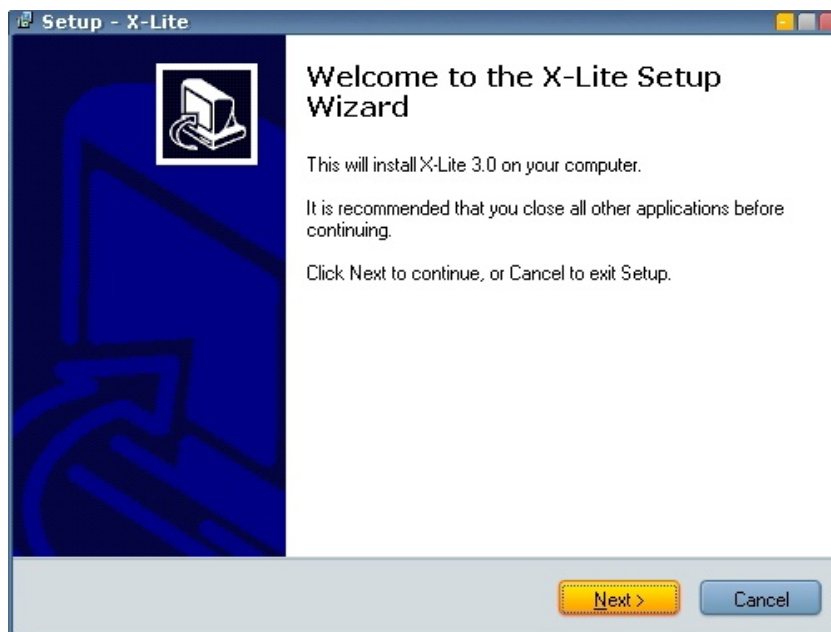 Setup - X-Lite
Welcome to the X-Lite Setup
Wizard
This will install X-Lite 3.0 on your computer.
It is recommended that you close all other applications before
continuing.
Click Next to continue, or Cancel to exit Setup.
Next >
Cancel